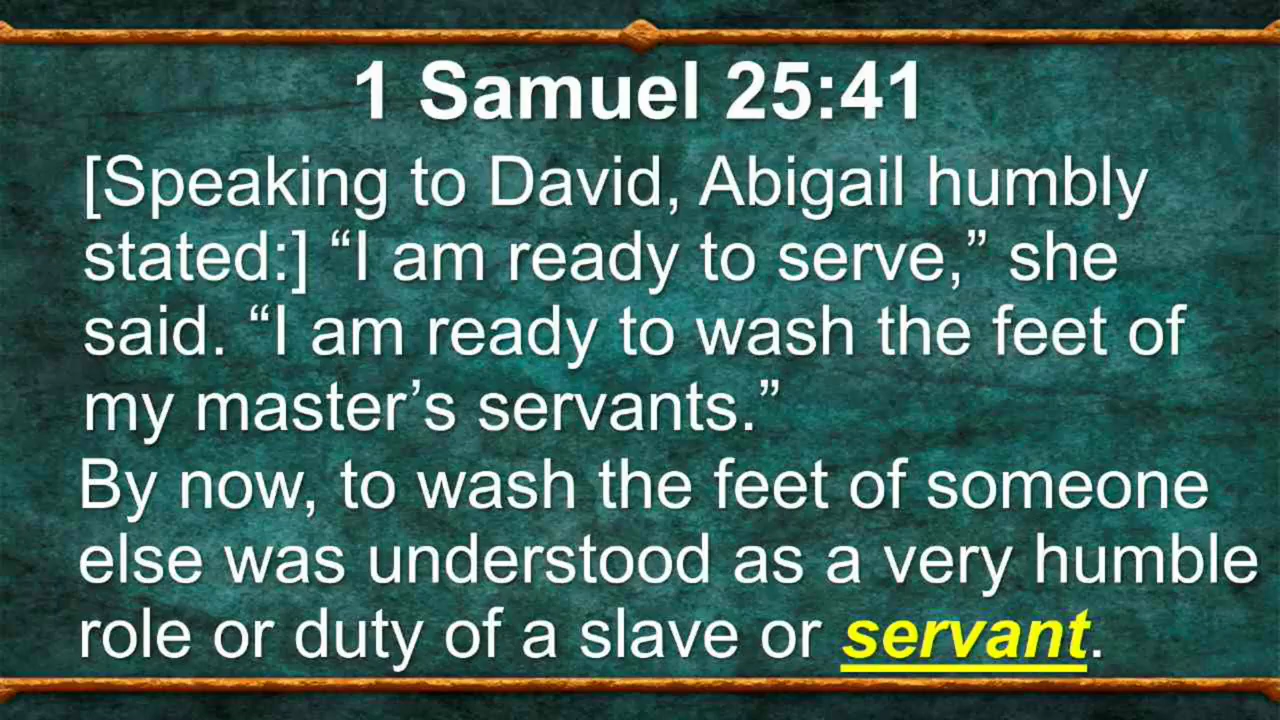 1 Samuel 25:41
[Speaking to David, Abigail humbly
stated:] “I am ready to serve,” she
said. “I am ready to wash the feet of
my master’s servants.”
By now, to wash the feet of someone
else was understood as a very humble
role or duty of a slave or servant.